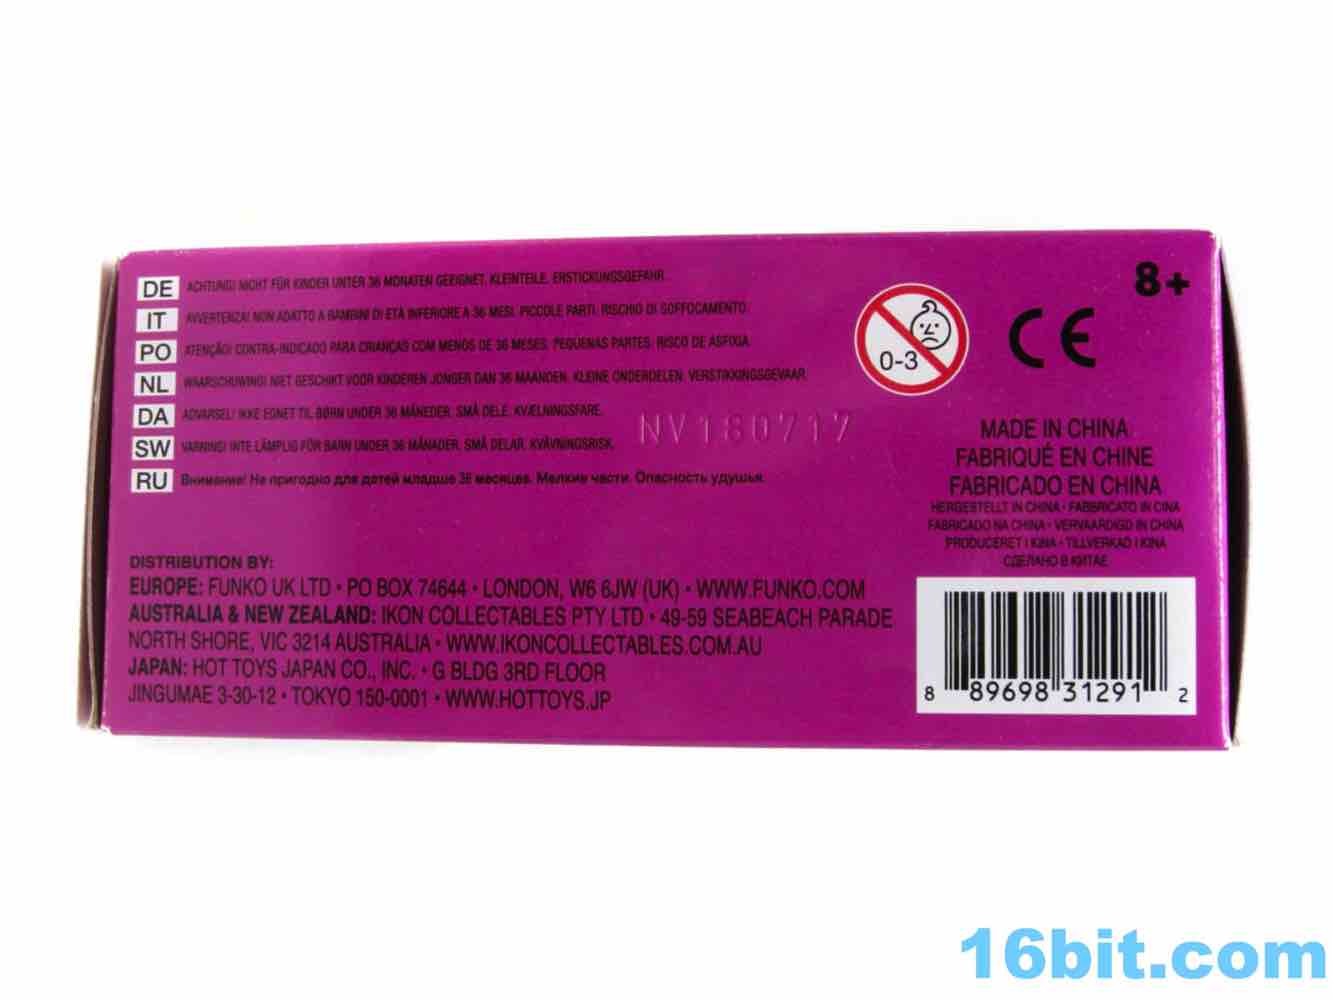 DE ACHTUNG! NICHT FÜR KINDER UNTER 36 MONATEN GEEIGNET. KLEINTEILE. ERSTICKUNGSGEFAHR.
IT AVVERTENZA! NON ADATTO A BAMBINI DI ETÀ INFERIORE A 36 MESI. PICCOLE PARTI. RISCHIO DI SOFFOCAMENTO.
PO ATENÇÃO! CONTRA-INDICADO PARA CRIANÇAS COM MENOS DE 36 MESES. PEQUENAS PARTES. RISCO DE ASFIXIA.
NL WAARSCHUWING! NIET GESCHIKT VOOR KINDEREN JONGER DAN 36 MAANDEN. KLEINE ONDERDELEN. VERSTIKKINGSGEVAAR.
DA ADVARSEL! IKKE EGNET TIL BØRN UNDER 36 MÅNEDER. SMÅ DELE. KVÆLNINGSFARE.
SW VARNING! INTE LÄMPLIG FÖR BARN UNDER 36 MÅNADER. SMÅ DELAR. KVÄVNINGSRISK.
RU Внимание! Не пригодно для детей младше 36 месяцев. Мелкие части. Опасность удушья.
NV180717
0-3
CE
8+
MADE IN CHINA
FABRIQUÉ EN CHINE
FABRICADO EN CHINA
HERGESTELLT IN CHINA • FABBRICATO IN CINA
FABRICADO NA CHINA • VERVAARDIGD IN CHINA
PRODUCERET I KINA • TILLVERKAD I KINA
СДЕЛАНО В КИТАЕ
DISTRIBUTION BY:
EUROPE: FUNKO UK LTD • PO BOX 74644 • LONDON, W6 6JW (UK) • WWW.FUNKO.COM
AUSTRALIA & NEW ZEALAND: IKON COLLECTABLES PTY LTD • 49-59 SEABEACH PARADE
NORTH SHORE, VIC 3214 AUSTRALIA • WWW.IKONCOLLECTABLES.COM.AU
JAPAN: HOT TOYS JAPAN CO., INC. • G BLDG 3RD FLOOR
JINGUMAE 3-30-12 • TOKYO 150-0001 • WWW.HOTTOYS.JP
8 89698 31291 2
16bit.com